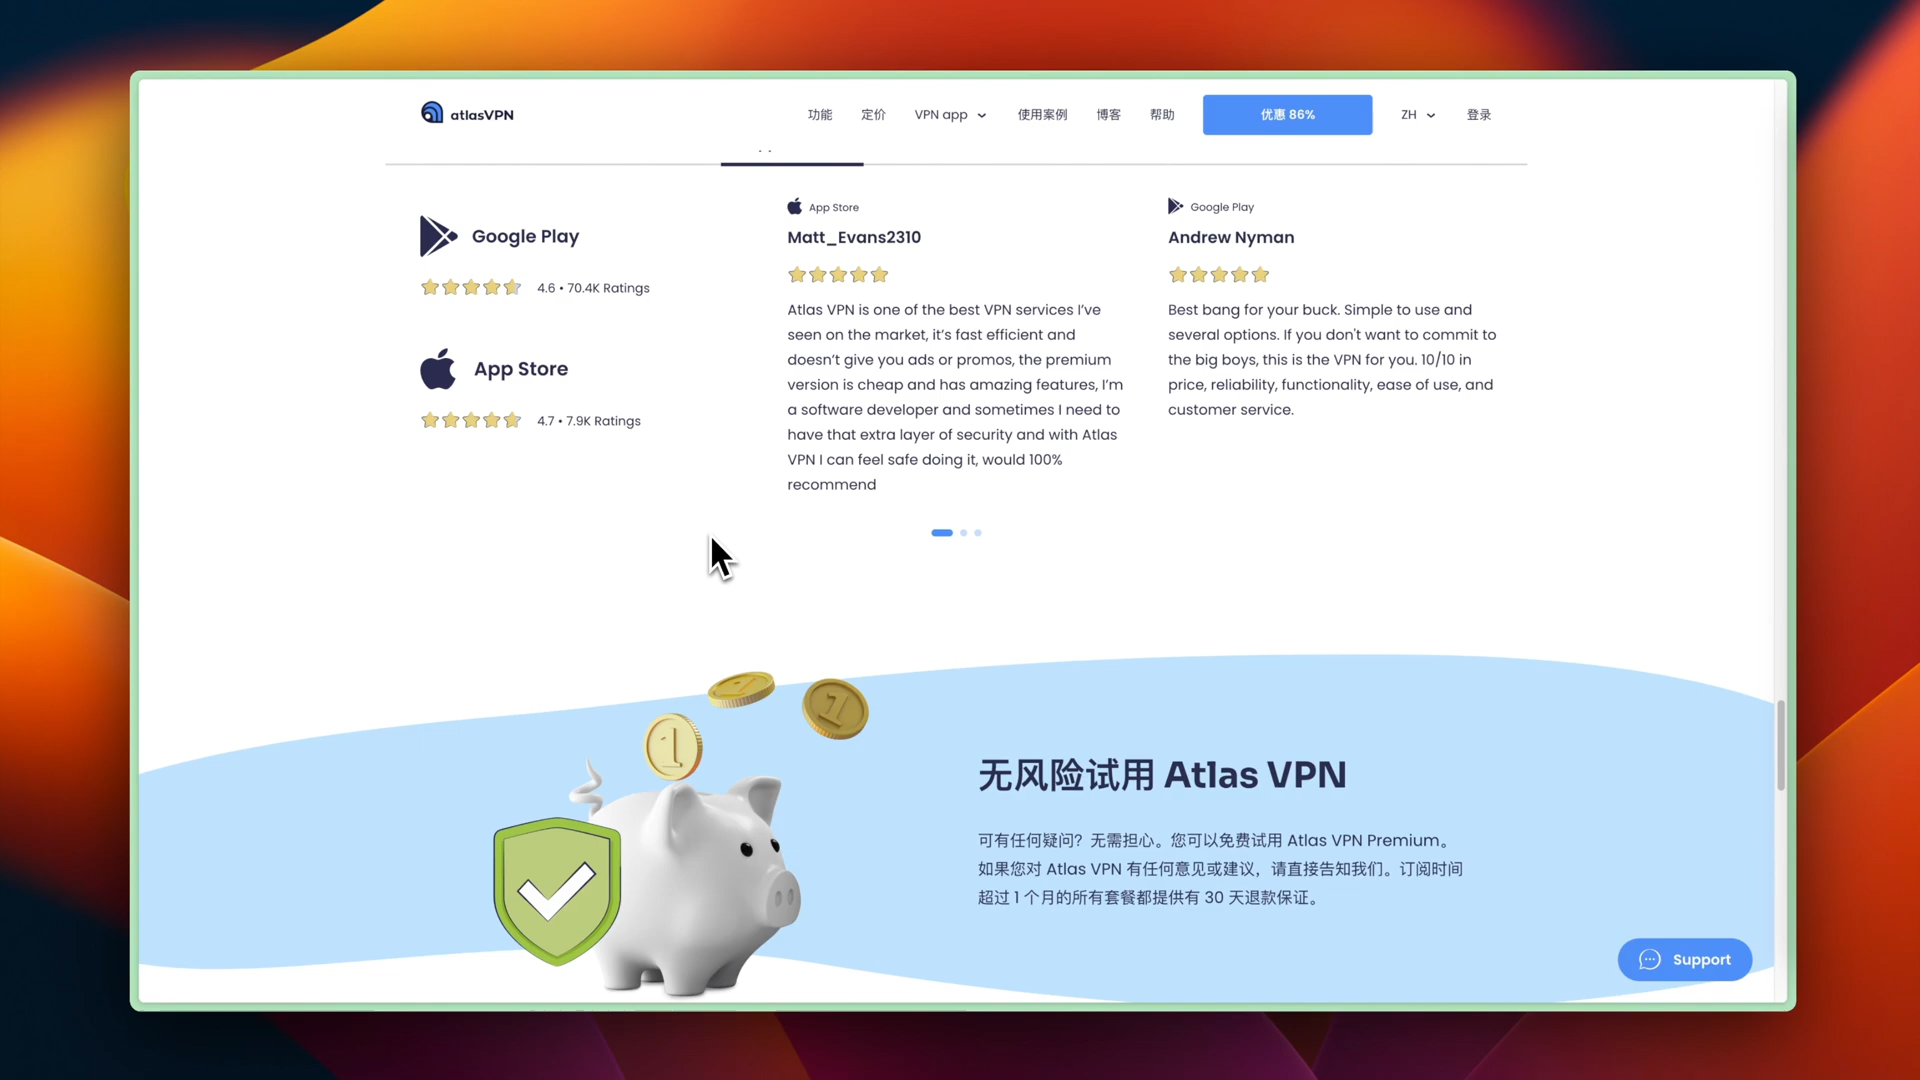 atlasVPN
功能 定价 VPN app 使用案例 博客 帮助 优惠 86% ZH 登录
Google Play
4.6 • 70.4K Ratings
App Store
4.7 • 7.9K Ratings
App Store
Matt_Evans2310
Atlas VPN is one of the best VPN services I’ve
seen on the market, it’s fast efficient and
doesn’t give you ads or promos, the premium
version is cheap and has amazing features, I’m
a software developer and sometimes I need to
have that extra layer of security and with Atlas
VPN I can feel safe doing it, would 100%
recommend
Google Play
Andrew Nyman
Best bang for your buck. Simple to use and
several options. If you don't want to commit to
the big boys, this is the VPN for you. 10/10 in
price, reliability, functionality, ease of use, and
customer service.
1
1
无风险试用 Atlas VPN
可有任何疑问？无需担心。您可以免费试用 Atlas VPN Premium。
如果您对 Atlas VPN 有任何意见或建议，请直接告知我们。订阅时间
超过 1 个月的所有套餐都提供有 30 天退款保证。
Support